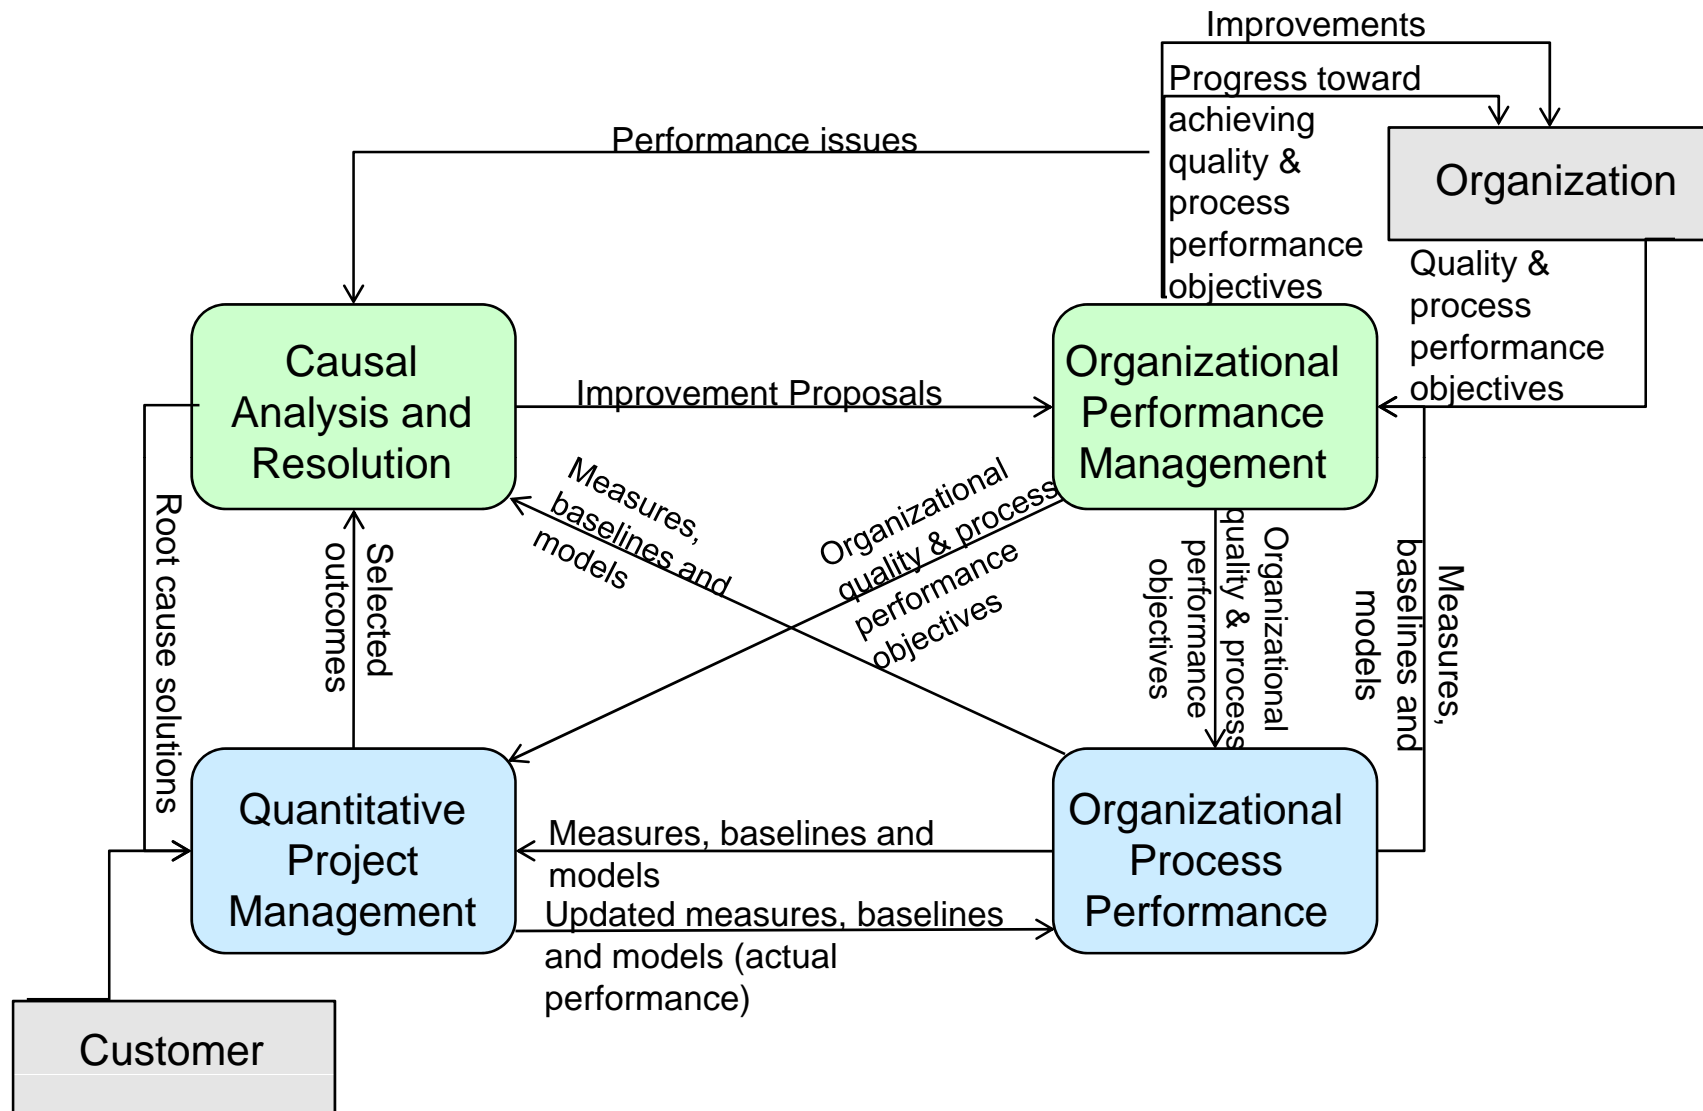 Improvements
Progress toward
achieving
quality &
process
performance
objectives
Performance issues
Organization
Quality &
process
performance
objectives
Causal
Analysis and
Resolution
Improvement Proposals
Organizational
Performance
Management
Measures,
baselines and
models
Organizational
quality & process
performance
objectives
Organizational
quality & process
performance
objectives
Measures,
baselines and
models
Root cause solutions
Selected
outcomes
Quantitative
Project
Management
Measures, baselines and
models
Updated measures, baselines
and models (actual
performance)
Organizational
Process
Performance
Customer